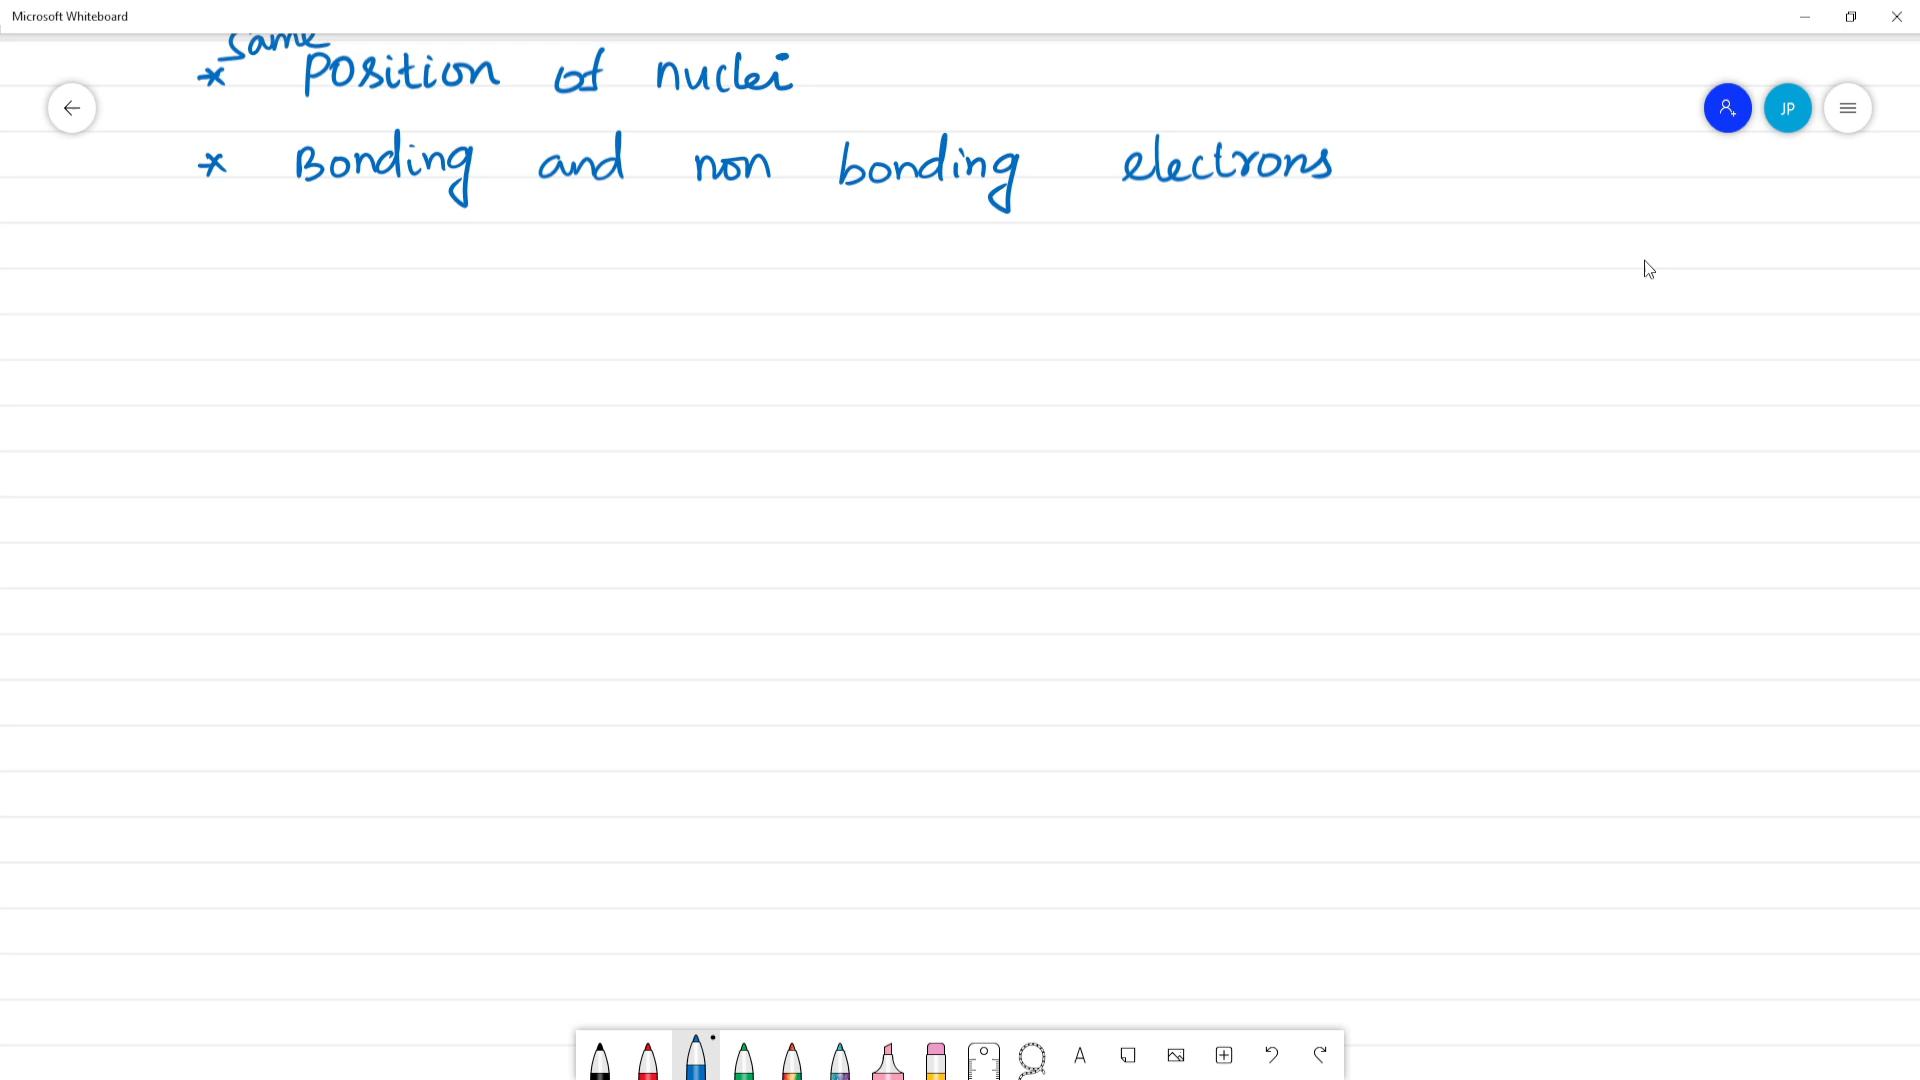 Microsoft Whiteboard
same
* Position of nuclei
JP
* Bonding and non bonding electrons
A